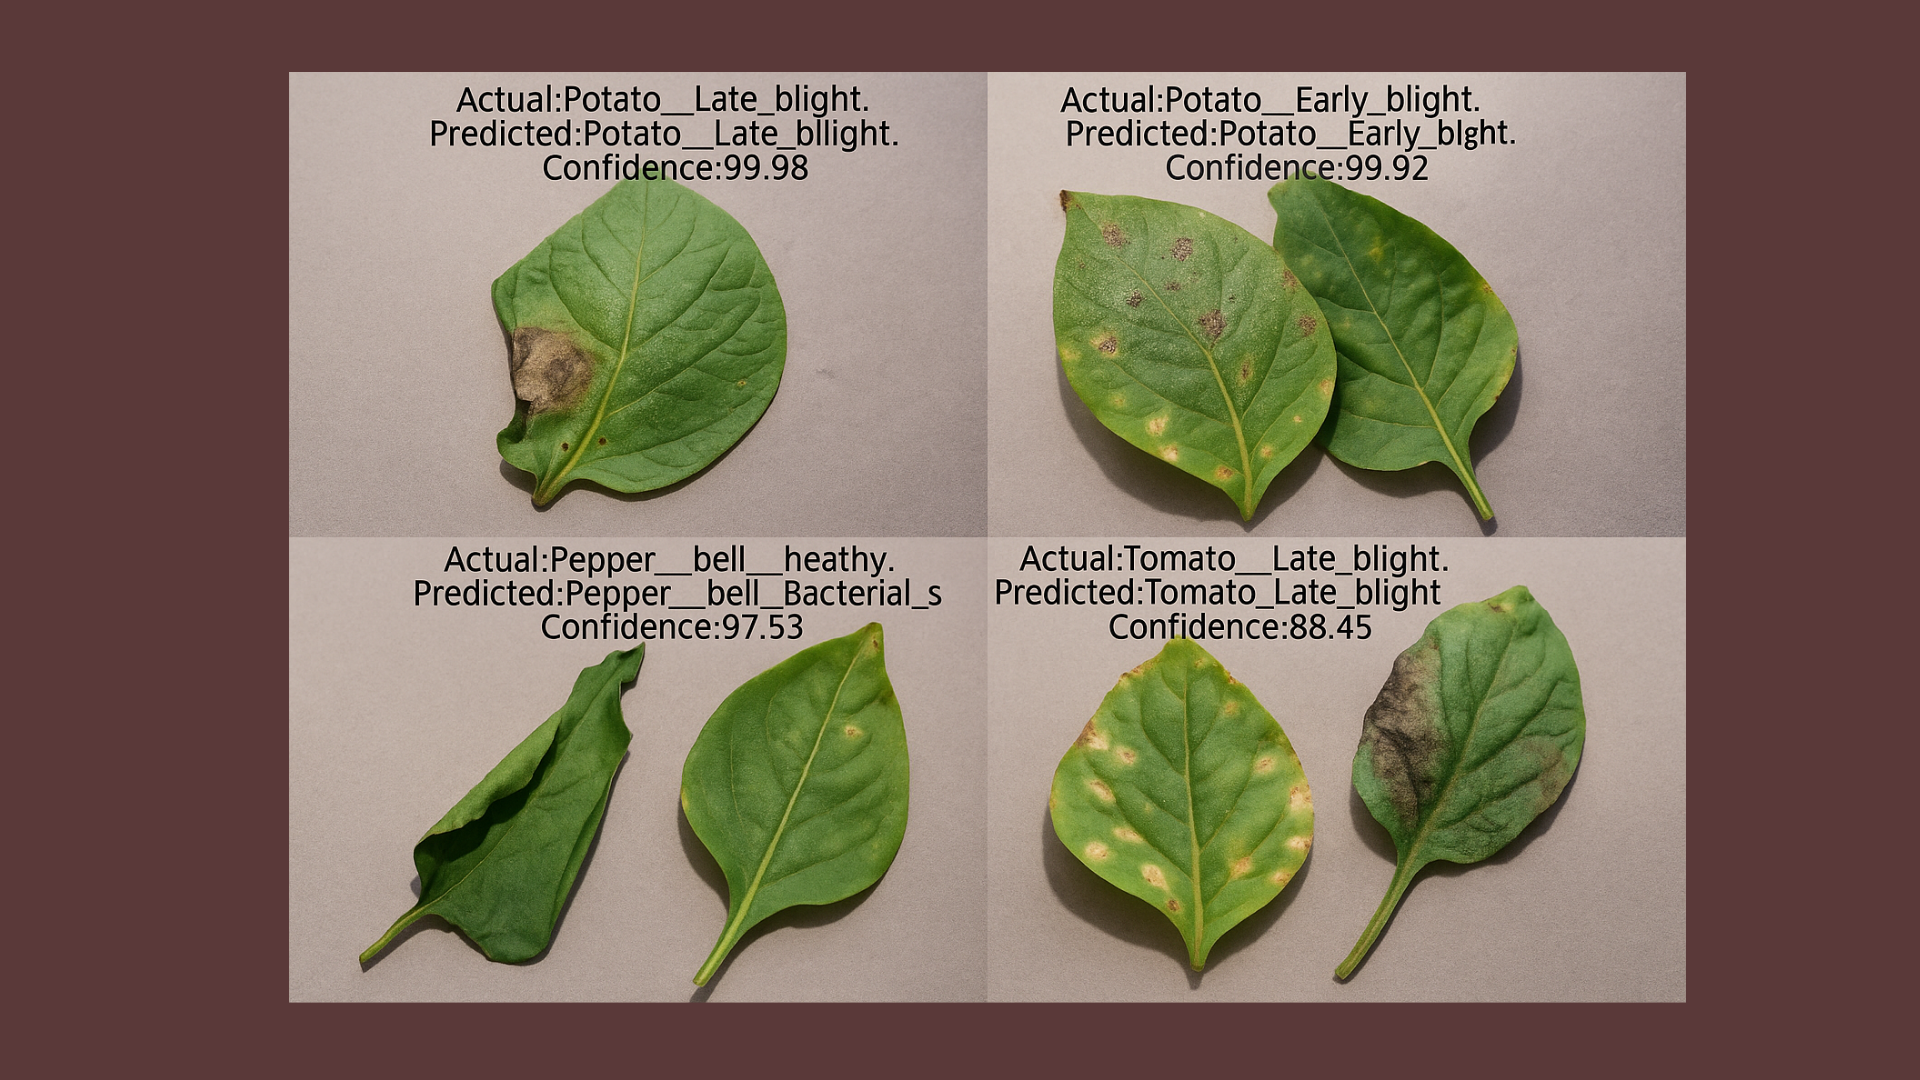 Actual:Potato__Late_blight.
Predicted:Potato__Late_bllight.
Confidence:99.98
Actual:Potato__Early_blight.
Predicted:Potato__Early_blght.
Confidence:99.92
Actual:Pepper__bell__heathy.
Predicted:Pepper__bell_Bacterial_s
Confidence:97.53
Actual:Tomato__Late_blight.
Predicted:Tomato_Late_blight
Confidence:88.45